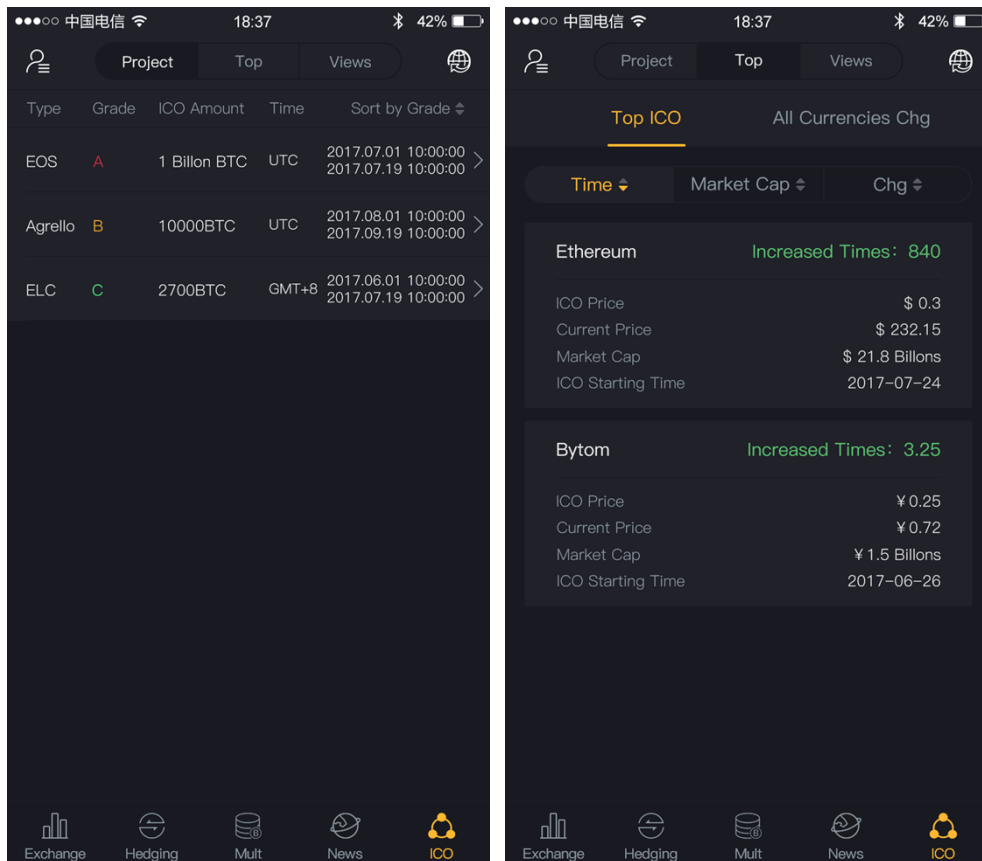 中国电信 18:37 42%
Project Top Views
Type Grade ICO Amount Time Sort by Grade
EOS A 1 Billon BTC UTC 2017.07.01 10:00:00
2017.07.19 10:00:00
Agrello B 10000BTC UTC 2017.08.01 10:00:00
2017.09.19 10:00:00
ELC C 2700BTC GMT+8 2017.06.01 10:00:00
2017.07.19 10:00:00
Exchange Hedging Mult News ICO
中国电信 18:37 42%
Project Top Views
Top ICO All Currencies Chg
Time Market Cap Chg
Ethereum Increased Times: 840
ICO Price $ 0.3
Current Price $ 232.15
Market Cap $ 21.8 Billons
ICO Starting Time 2017-07-24
Bytom Increased Times: 3.25
ICO Price ¥ 0.25
Current Price ¥ 0.72
Market Cap ¥ 1.5 Billons
ICO Starting Time 2017-06-26
Exchange Hedging Mult News ICO